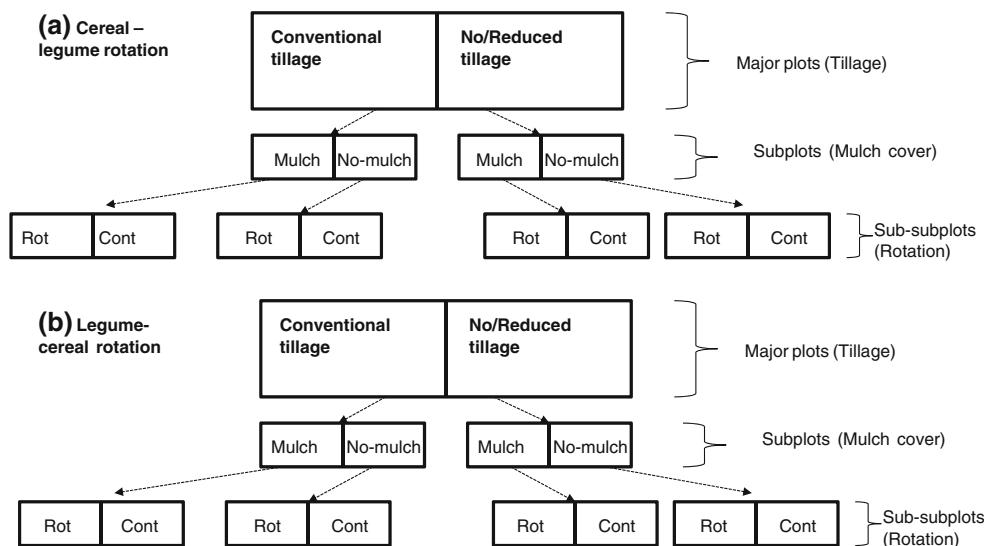 (a) Cereal –
legume rotation
Conventional
tillage
No/Reduced
tillage
Major plots (Tillage)
Mulch
No-mulch
Mulch
No-mulch
Subplots (Mulch cover)
Rot
Cont
Rot
Cont
Rot
Cont
Rot
Cont
Sub-subplots
(Rotation)
(b) Legume-
cereal rotation
Conventional
tillage
No/Reduced
tillage
Major plots (Tillage)
Mulch
No-mulch
Mulch
No-mulch
Subplots (Mulch cover)
Rot
Cont
Rot
Cont
Rot
Cont
Rot
Cont
Sub-subplots
(Rotation)